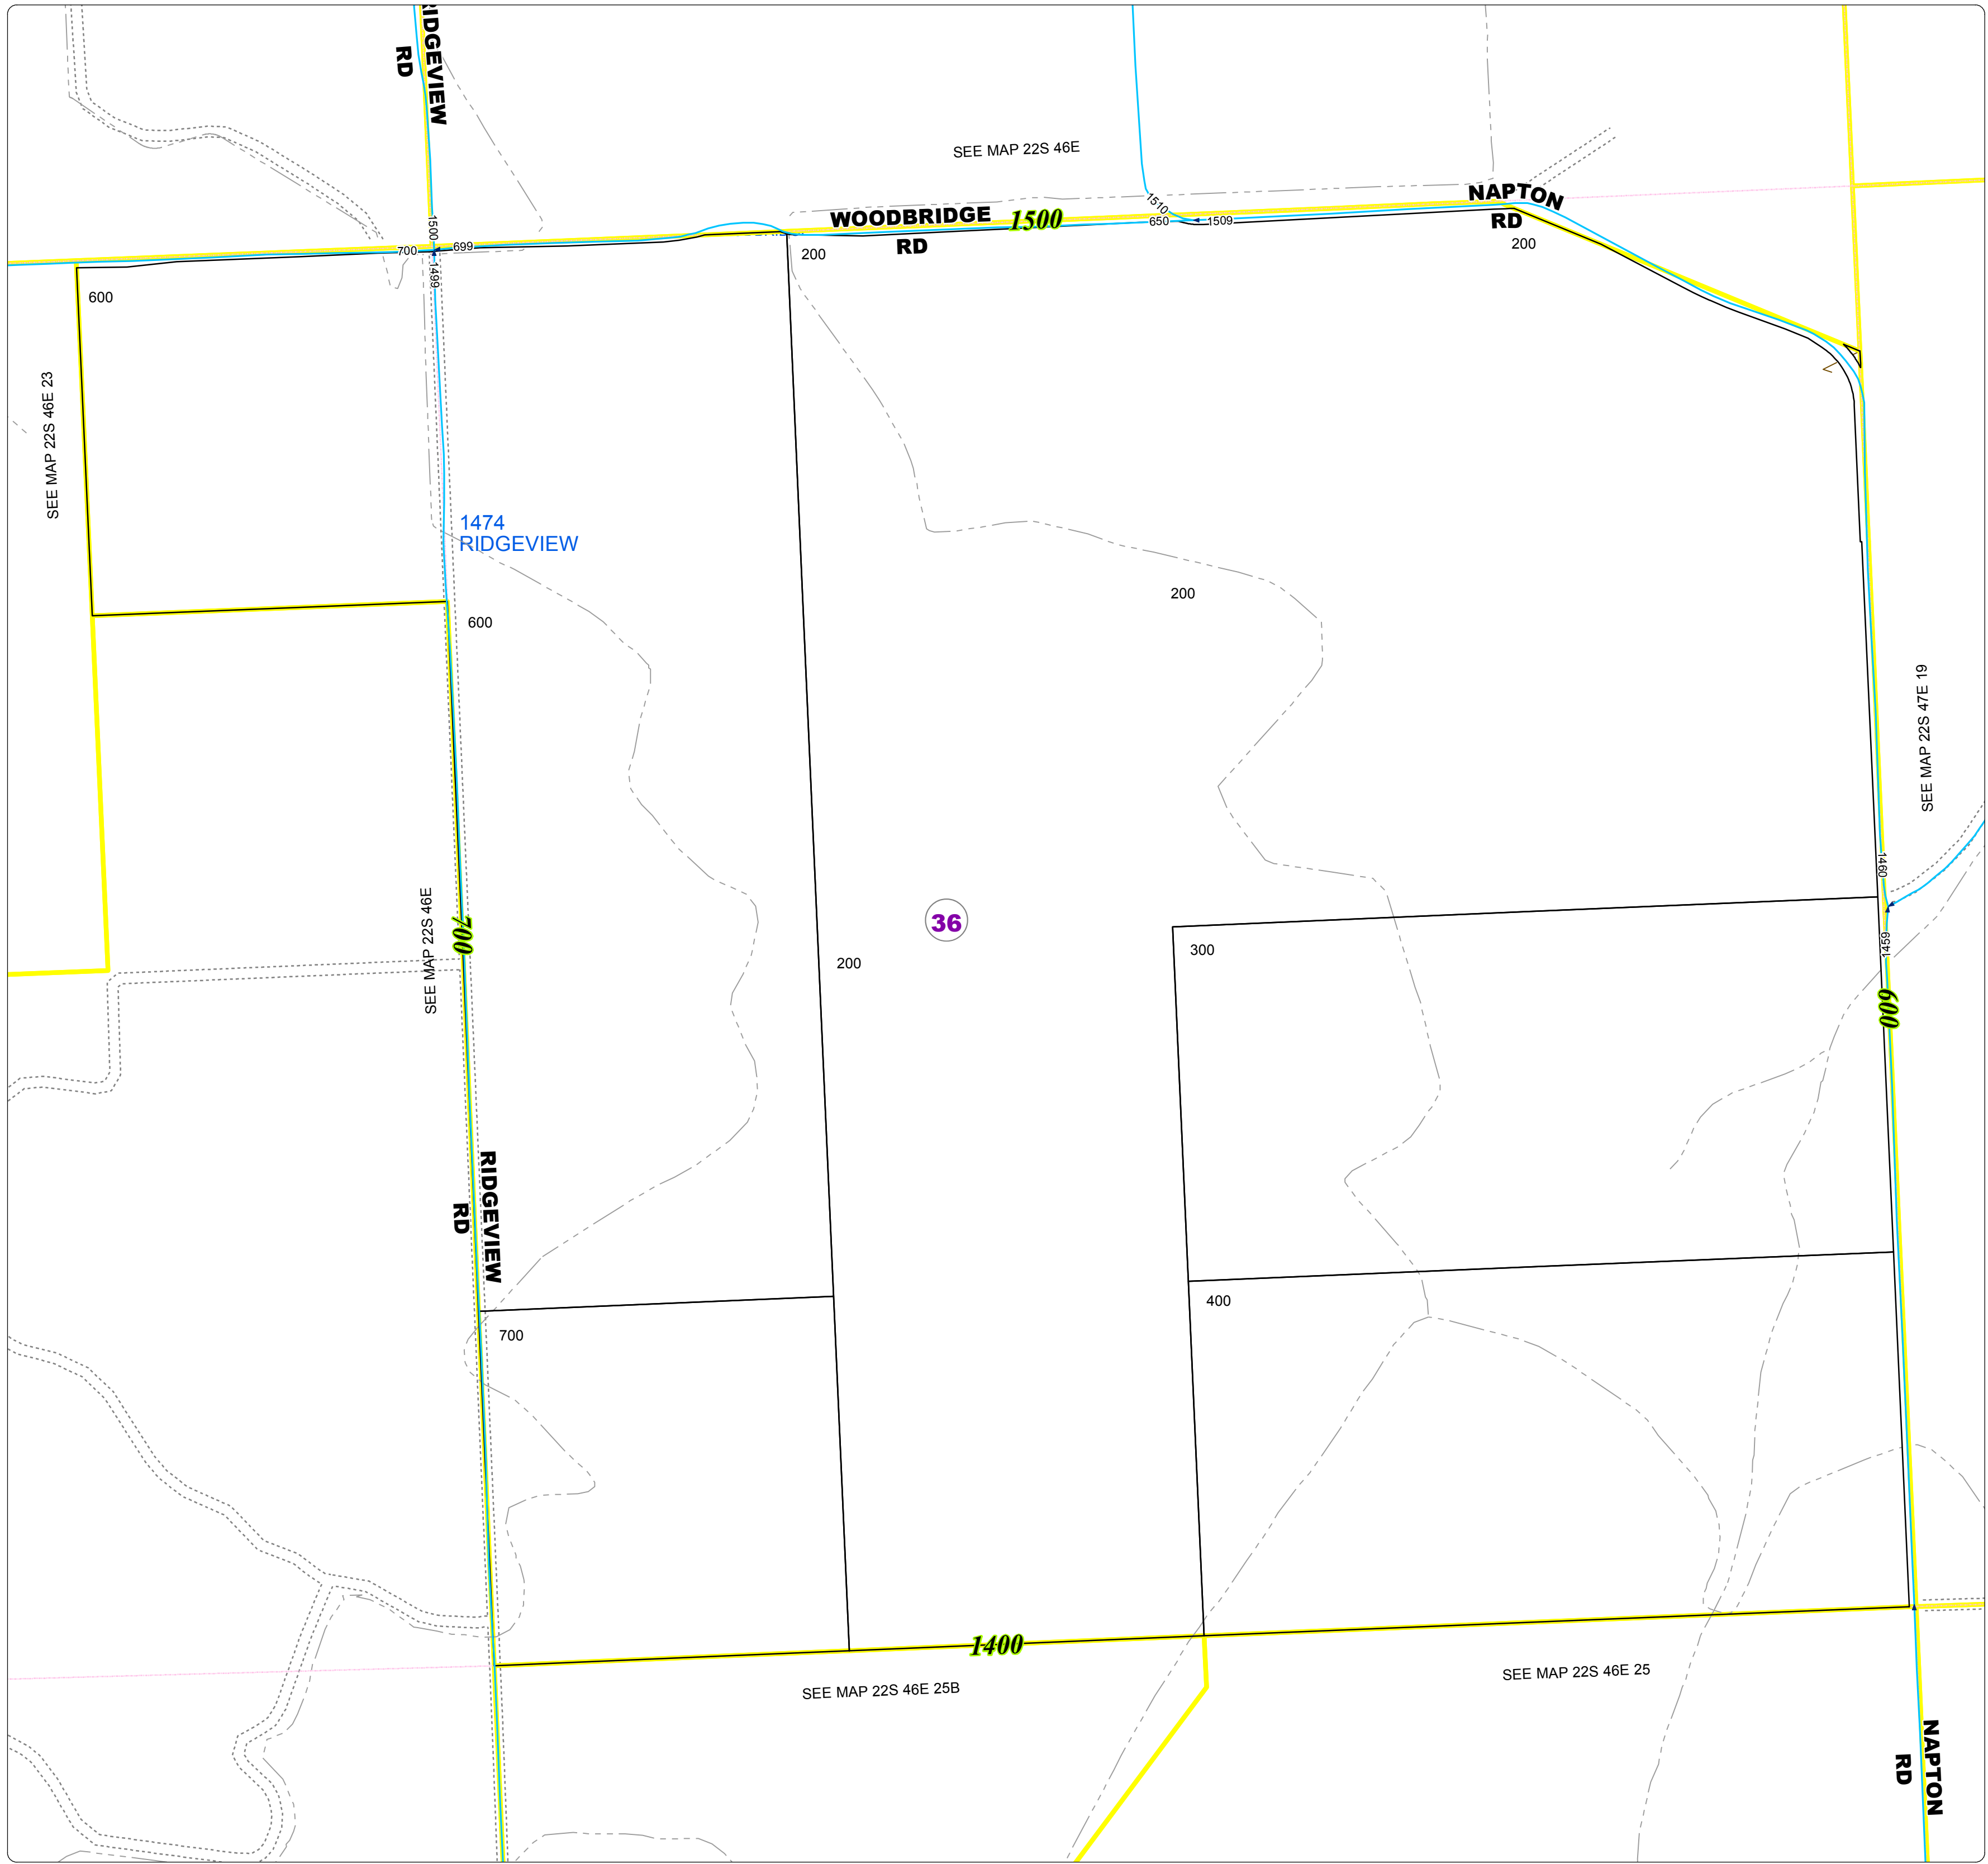 RIDGEVIEW
RD
SEE MAP 22S 46E
1510
NAPTON
RD
WOODBRIDGE
RD
1500
650
1509
1500
699
700
1499
200
200
600
SEE MAP 22S 46E 23
1474
RIDGEVIEW
200
600
SEE MAP 22S 47E 19
1460
SEE MAP 22S 46E
700
36
200
300
1459
600
RIDGEVIEW
RD
400
700
1400
SEE MAP 22S 46E 25B
SEE MAP 22S 46E 25
NAPTON
RD